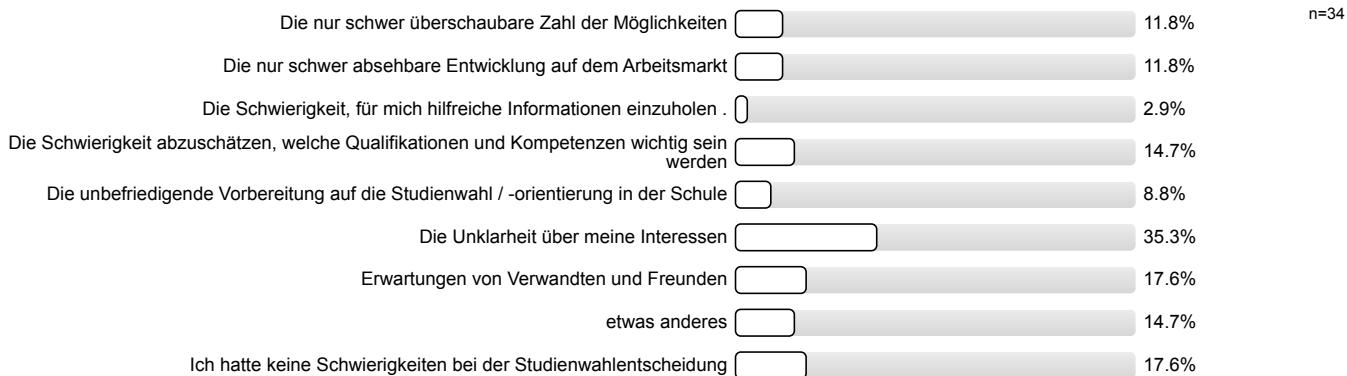 n=34
Die nur schwer überschaubare Zahl der Möglichkeiten 11.8%
Die nur schwer absehbare Entwicklung auf dem Arbeitsmarkt 11.8%
Die Schwierigkeit, für mich hilfreiche Informationen einzuholen . 2.9%
Die Schwierigkeit abzuschätzen, welche Qualifikationen und Kompetenzen wichtig sein
werden 14.7%
Die unbefriedigende Vorbereitung auf die Studienwahl / -orientierung in der Schule 8.8%
Die Unklarheit über meine Interessen 35.3%
Erwartungen von Verwandten und Freunden 17.6%
etwas anderes 14.7%
Ich hatte keine Schwierigkeiten bei der Studienwahlentscheidung 17.6%